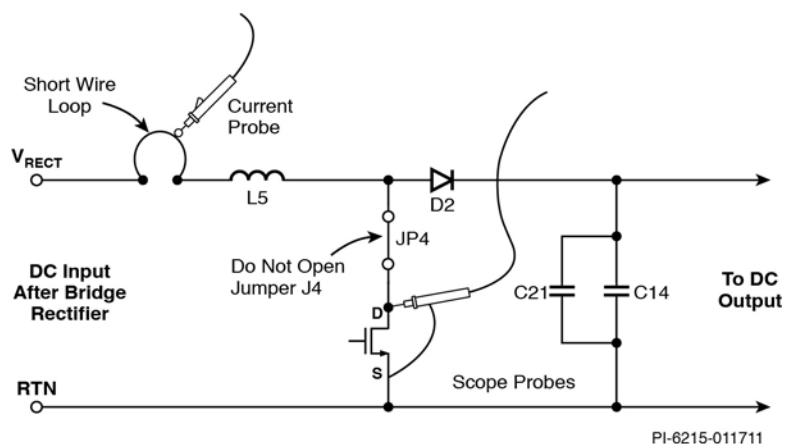 Short Wire
Loop
Current
Probe
VRECT
L5
D2
JP4
Do Not Open
Jumper J4
DC Input
After Bridge
Rectifier
D
C21
C14
To DC
Output
S
Scope Probes
RTN
PI-6215-011711